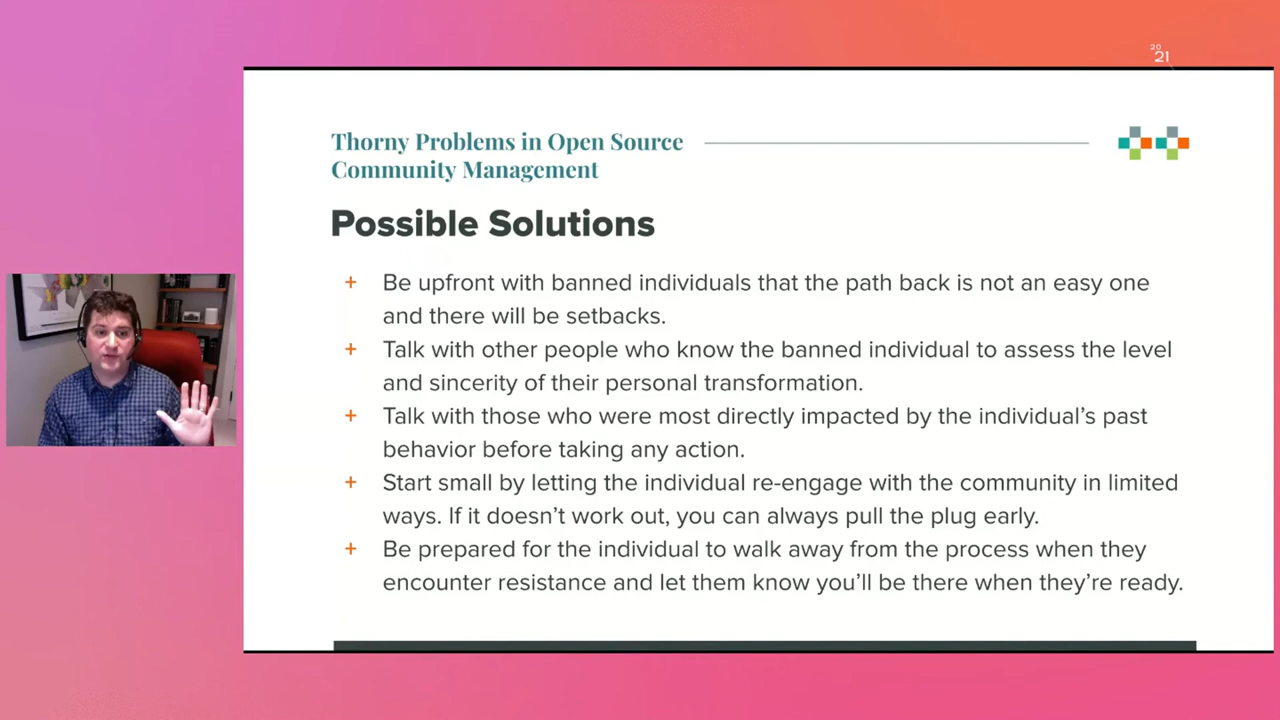 20
21
Thorny Problems in Open Source
Community Management
Possible Solutions
+ Be upfront with banned individuals that the path back is not an easy one
and there will be setbacks.
+ Talk with other people who know the banned individual to assess the level
and sincerity of their personal transformation.
+ Talk with those who were most directly impacted by the individual's past
behavior before taking any action.
+ Start small by letting the individual re-engage with the community in limited
ways. If it doesn't work out, you can always pull the plug early.
+ Be prepared for the individual to walk away from the process when they
encounter resistance and let them know you'll be there when they're ready.